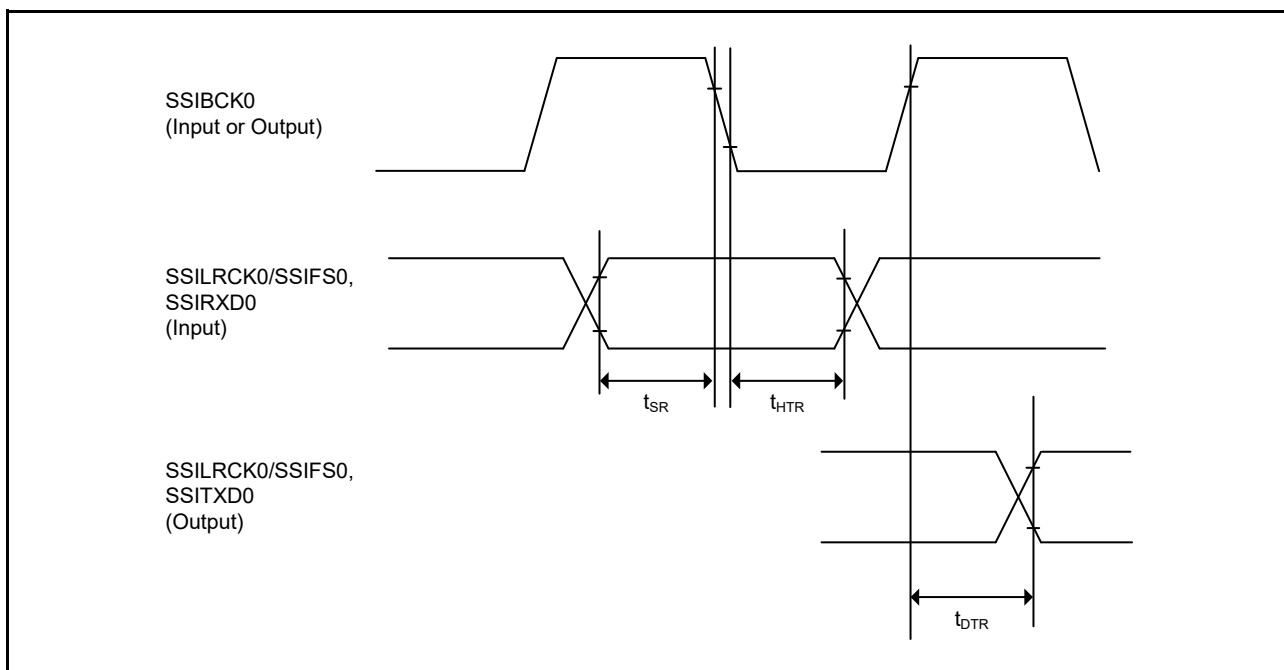 SSIBCK0
(Input or Output)
SSILRCK0/SSIFS0,
SSIRXD0
(Input)
tSR
tHTR
SSILRCK0/SSIFS0,
SSITXD0
(Output)
tDTR